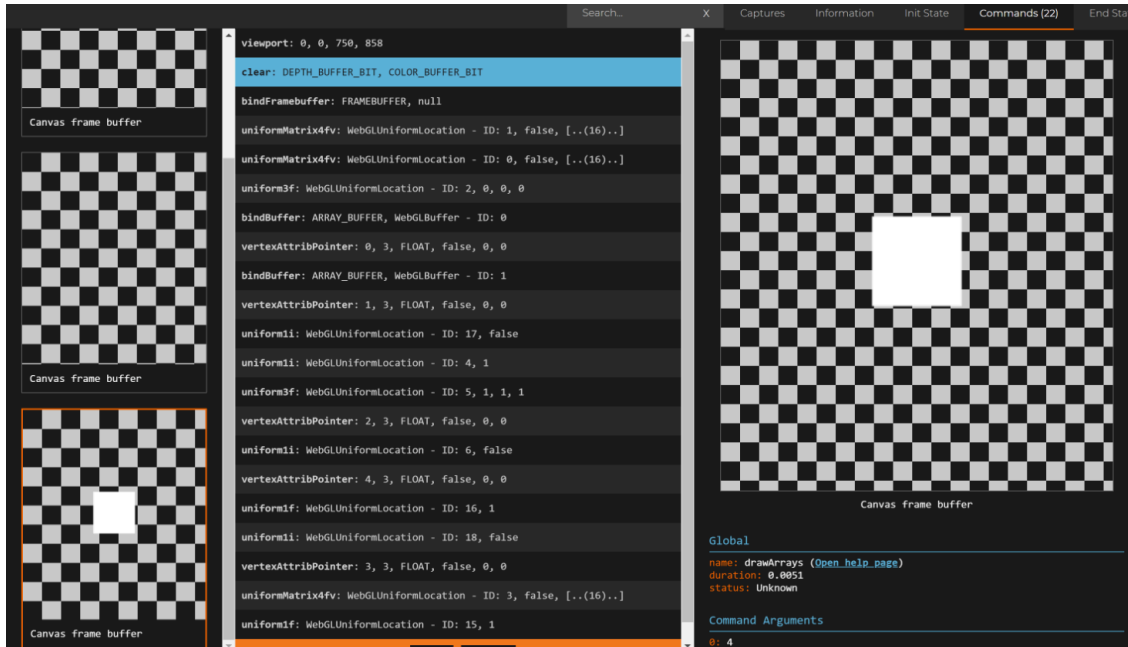 Search...
X
Captures
Information
Init State
Commands (22)
End Sta
Canvas frame buffer
Canvas frame buffer
Canvas frame buffer
viewport: 0, 0, 750, 858
clear: DEPTH_BUFFER_BIT, COLOR_BUFFER_BIT
bindFramebuffer: FRAMEBUFFER, null
uniformMatrix4fv: WebGLUniformLocation - ID: 1, false, [..(16)..]
uniformMatrix4fv: WebGLUniformLocation - ID: 0, false, [..(16)..]
uniform3f: WebGLUniformLocation - ID: 2, 0, 0, 0
bindBuffer: ARRAY_BUFFER, WebGLBuffer - ID: 0
vertexAttribPointer: 0, 3, FLOAT, false, 0, 0
bindBuffer: ARRAY_BUFFER, WebGLBuffer - ID: 1
vertexAttribPointer: 1, 3, FLOAT, false, 0, 0
uniform1i: WebGLUniformLocation - ID: 17, false
uniform1i: WebGLUniformLocation - ID: 4, 1
uniform3f: WebGLUniformLocation - ID: 5, 1, 1, 1
vertexAttribPointer: 2, 3, FLOAT, false, 0, 0
uniform1i: WebGLUniformLocation - ID: 6, false
vertexAttribPointer: 4, 3, FLOAT, false, 0, 0
uniform1f: WebGLUniformLocation - ID: 16, 1
uniform1i: WebGLUniformLocation - ID: 18, false
vertexAttribPointer: 3, 3, FLOAT, false, 0, 0
uniformMatrix4fv: WebGLUniformLocation - ID: 3, false, [..(16)..]
uniform1f: WebGLUniformLocation - ID: 15, 1
Canvas frame buffer
Global
name: drawArrays (Open help page)
duration: 0.0051
status: Unknown
Command Arguments
0: 4